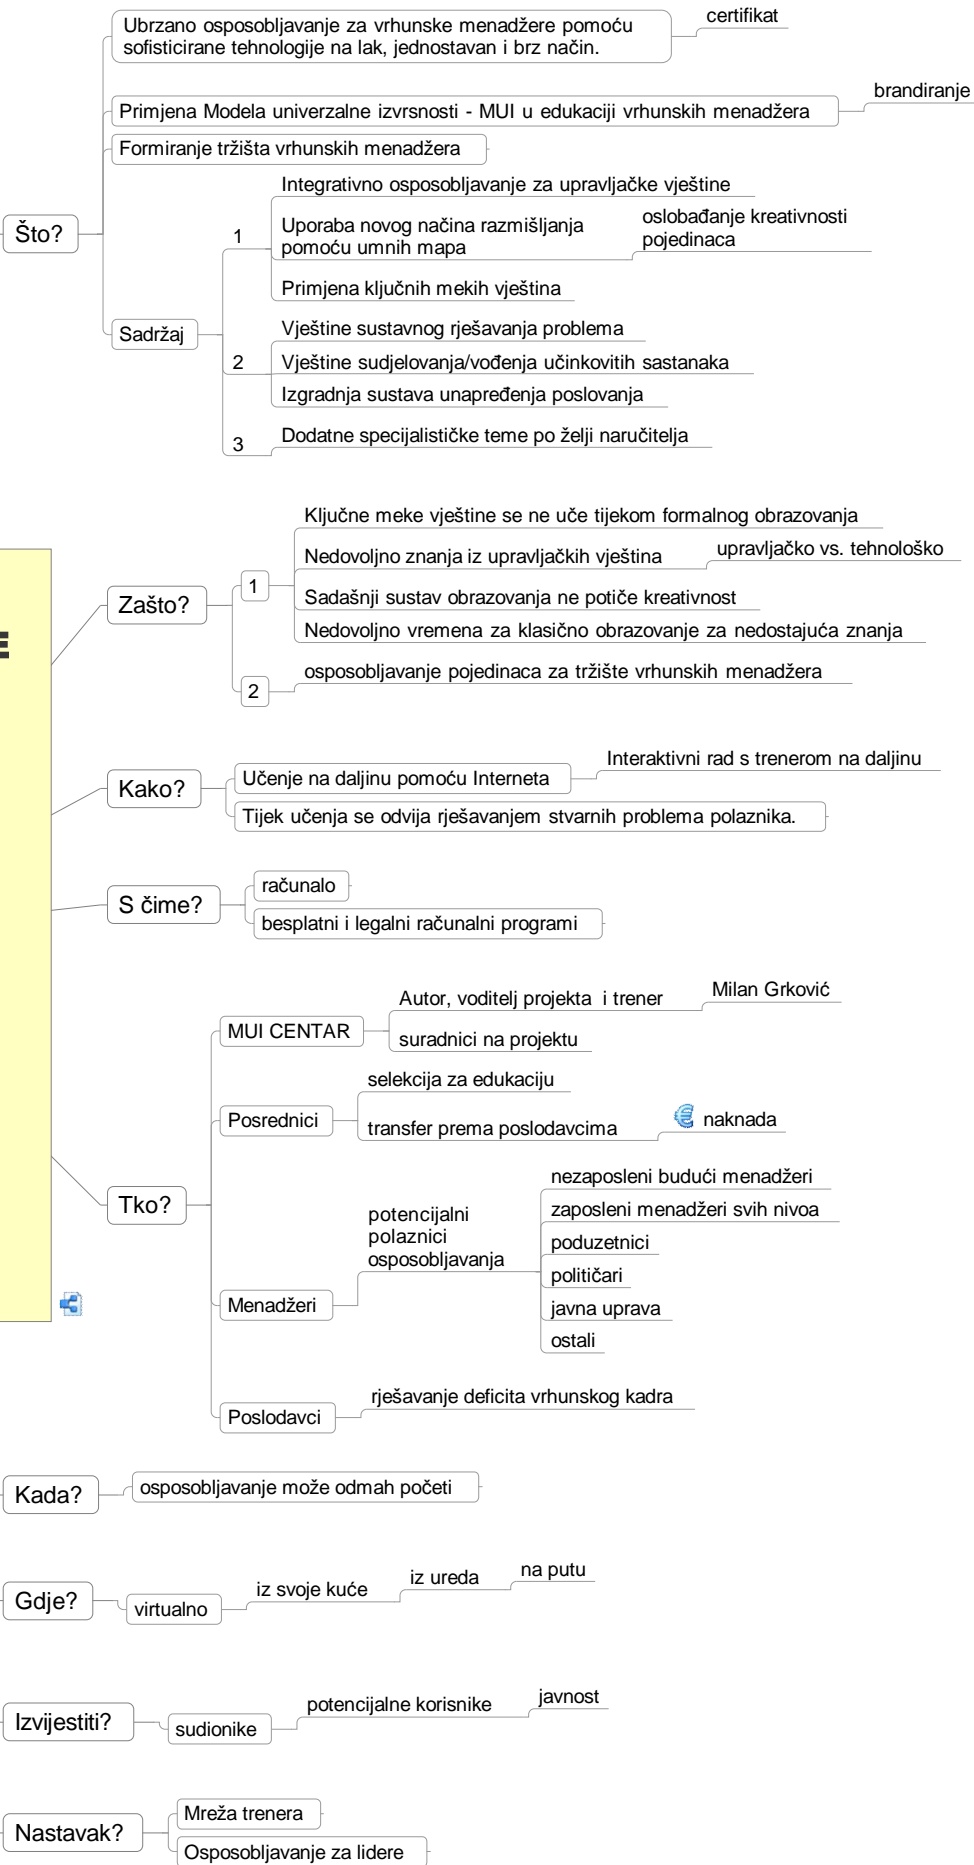 Što?
Ubrzano osposobljavanje za vrhunske menadžere pomoću
sofisticirane tehnologije na lak, jednostavan i brz način.
certifikat
Primjena Modela univerzalne izvrsnosti - MUI u edukaciji vrhunskih menadžera
brandiranje
Formiranje tržišta vrhunskih menadžera
Sadržaj
1
Integrativno osposobljavanje za upravljačke vještine
Uporaba novog načina razmišljanja
pomoću umnih mapa
oslobađanje kreativnosti
pojedinaca
Primjena ključnih mekih vještina
2
Vještine sustavnog rješavanja problema
Vještine sudjelovanja/vođenja učinkovitih sastanaka
Izgradnja sustava unapređenja poslovanja
3
Dodatne specijalističke teme po želji naručitelja
Zašto?
1
Ključne meke vještine se ne uče tijekom formalnog obrazovanja
Nedovoljno znanja iz upravljačkih vještina
upravljačko vs. tehnološko
Sadašnji sustav obrazovanja ne potiče kreativnost
Nedovoljno vremena za klasično obrazovanje za nedostajuća znanja
2
osposobljavanje pojedinaca za tržište vrhunskih menadžera
Kako?
Učenje na daljinu pomoću Interneta
Interaktivni rad s trenerom na daljinu
Tijek učenja se odvija rješavanjem stvarnih problema polaznika.
S čime?
računalo
besplatni i legalni računalni programi
Tko?
MUI CENTAR
Autor, voditelj projekta i trener
Milan Grković
suradnici na projektu
Posrednici
selekcija za edukaciju
transfer prema poslodavcima
naknada
Menadžeri
potencijalni
polaznici
osposobljavanja
nezaposleni budući menadžeri
zaposleni menadžeri svih nivoa
poduzetnici
političari
javna uprava
ostali
Poslodavci
rješavanje deficita vrhunskog kadra
Kada?
osposobljavanje može odmah početi
Gdje?
virtualno
iz svoje kuće
iz ureda
na putu
Izvijestiti?
sudionike
potencijalne korisnike
javnost
Nastavak?
Mreža trenera
Osposobljavanje za lidere